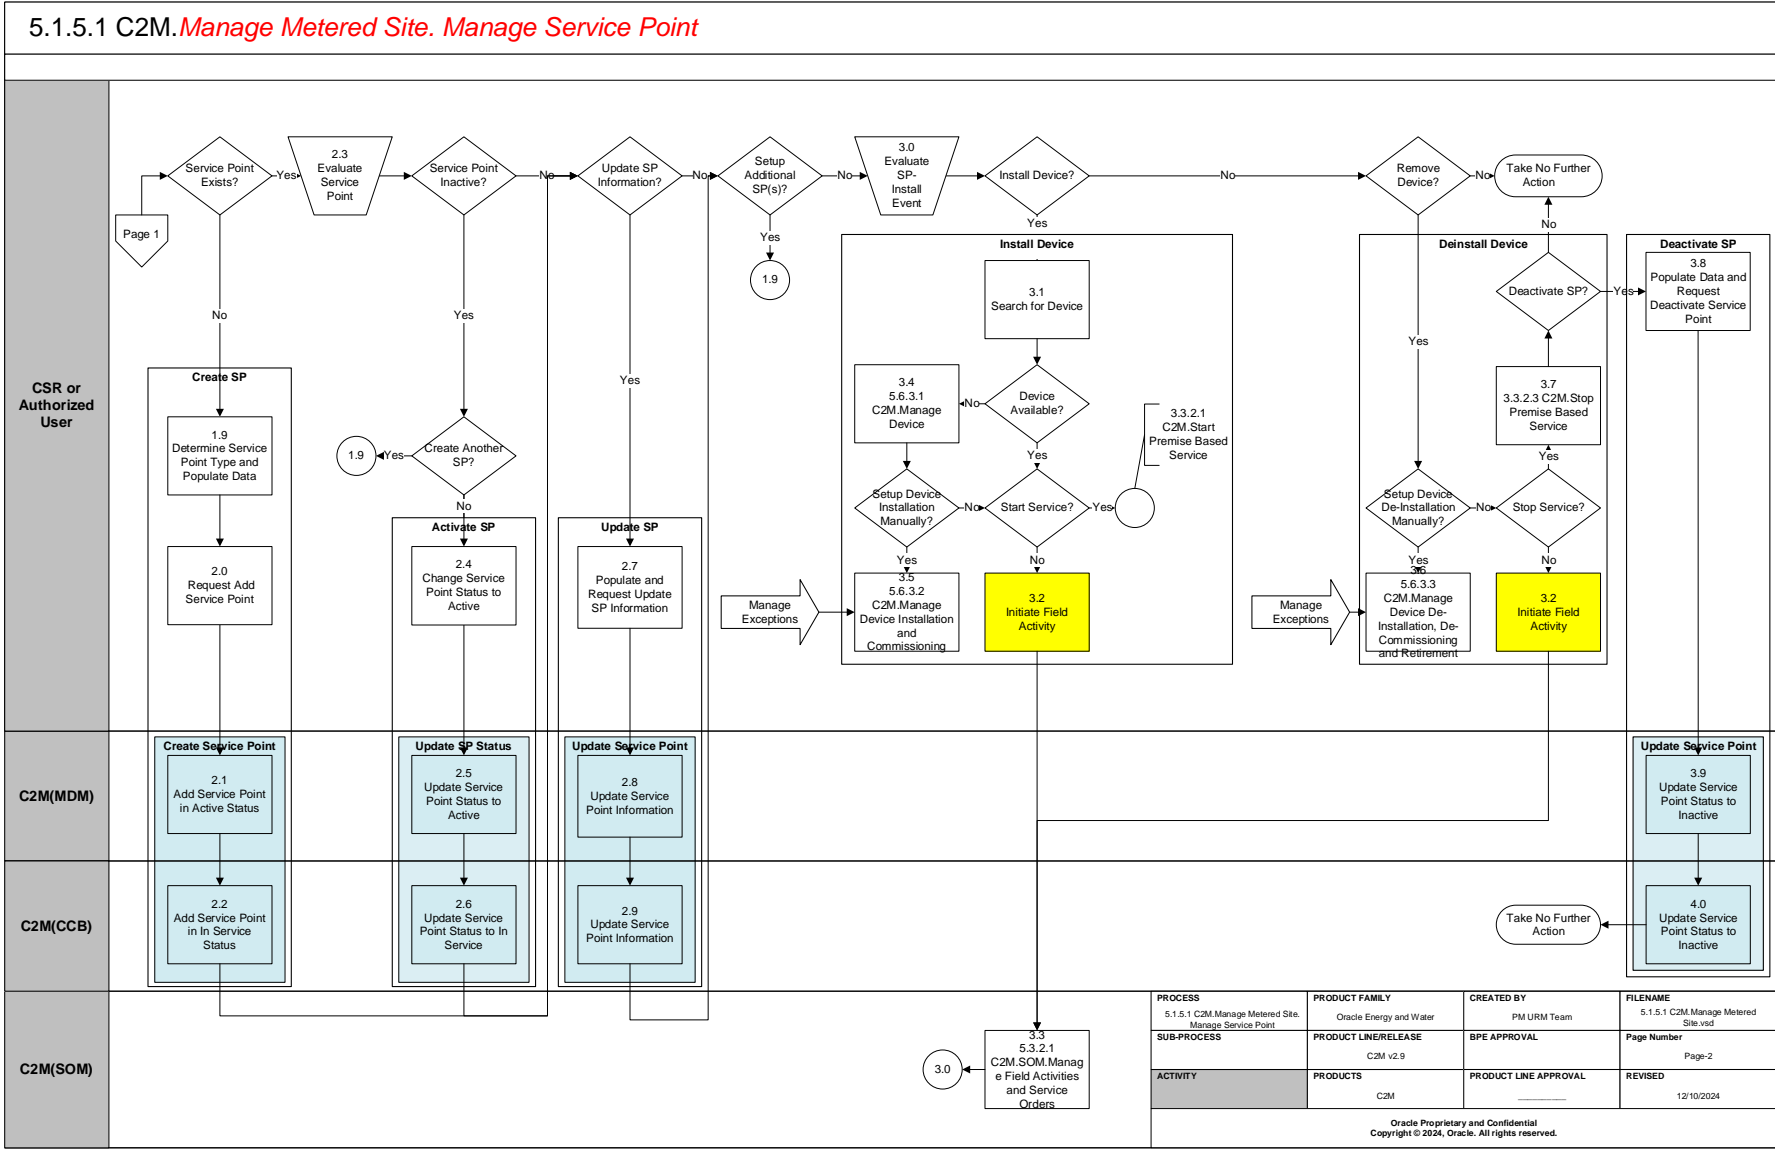 5.1.5.1 C2M.Manage Metered Site. Manage Service Point
CSR or
Authorized
User
Page 1
Service Point
Exists?
Yes
2.3
Evaluate
Service
Point
Service Point
Inactive?
No
Update SP
Information?
No
Setup
Additional
SP(s)?
No
3.0
Evaluate
SP-
Install
Event
Install Device?
No
Remove
Device?
No
Take No Further
Action
Yes
1.9
Yes
No
Yes
Yes
Yes
No
Create SP
1.9
Determine Service
Point Type and
Populate Data
2.0
Request Add
Service Point
1.9
Yes
Create Another
SP?
No
Activate SP
2.4
Change Service
Point Status to
Active
Update SP
2.7
Populate and
Request Update
SP Information
Install Device
3.1
Search for Device
3.4
5.6.3.1
C2M.Manage
Device
No
Device
Available?
Yes
3.3.2.1
C2M.Start
Premise Based
Service
Setup Device
Installation
Manually?
No
Start Service?
Yes
Yes
No
Manage
Exceptions
3.5
5.6.3.2
C2M.Manage
Device Installation
and
Commissioning
3.2
Initiate Field
Activity
Deinstall Device
Deactivate SP?
Yes
No
3.7
3.3.2.3 C2M.Stop
Premise Based
Service
Yes
Setup Device
De-Installation
Manually?
No
Stop Service?
Yes
No
Manage
Exceptions
3.6
5.6.3.3
C2M.Manage
Device De-
Installation, De-
Commissioning
and Retirement
3.2
Initiate Field
Activity
Deactivate SP
3.8
Populate Data and
Request
Deactivate Service
Point
C2M(MDM)
Create Service Point
2.1
Add Service Point
in Active Status
Update SP Status
2.5
Update Service
Point Status to
Active
Update Service Point
2.8
Update Service
Point Information
Update Service Point
3.9
Update Service
Point Status to
Inactive
C2M(CCB)
2.2
Add Service Point
in In Service
Status
2.6
Update Service
Point Status to In
Service
2.9
Update Service
Point Information
Take No Further
Action
4.0
Update Service
Point Status to
Inactive
C2M(SOM)
3.0
3.3
5.3.2.1
C2M.SOM.Manag
e Field Activities
and Service
Orders
PROCESS
5.1.5.1 C2M.Manage Metered Site.
Manage Service Point
PRODUCT FAMILY
Oracle Energy and Water
CREATED BY
PM URM Team
FILENAME
5.1.5.1 C2M.Manage Metered
Site.vsd
SUB-PROCESS
PRODUCT LINE/RELEASE
C2M v2.9
BPE APPROVAL
Page Number
Page-2
ACTIVITY
PRODUCTS
C2M
PRODUCT LINE APPROVAL
___________
REVISED
12/10/2024
Oracle Proprietary and Confidential
Copyright © 2024, Oracle. All rights reserved.